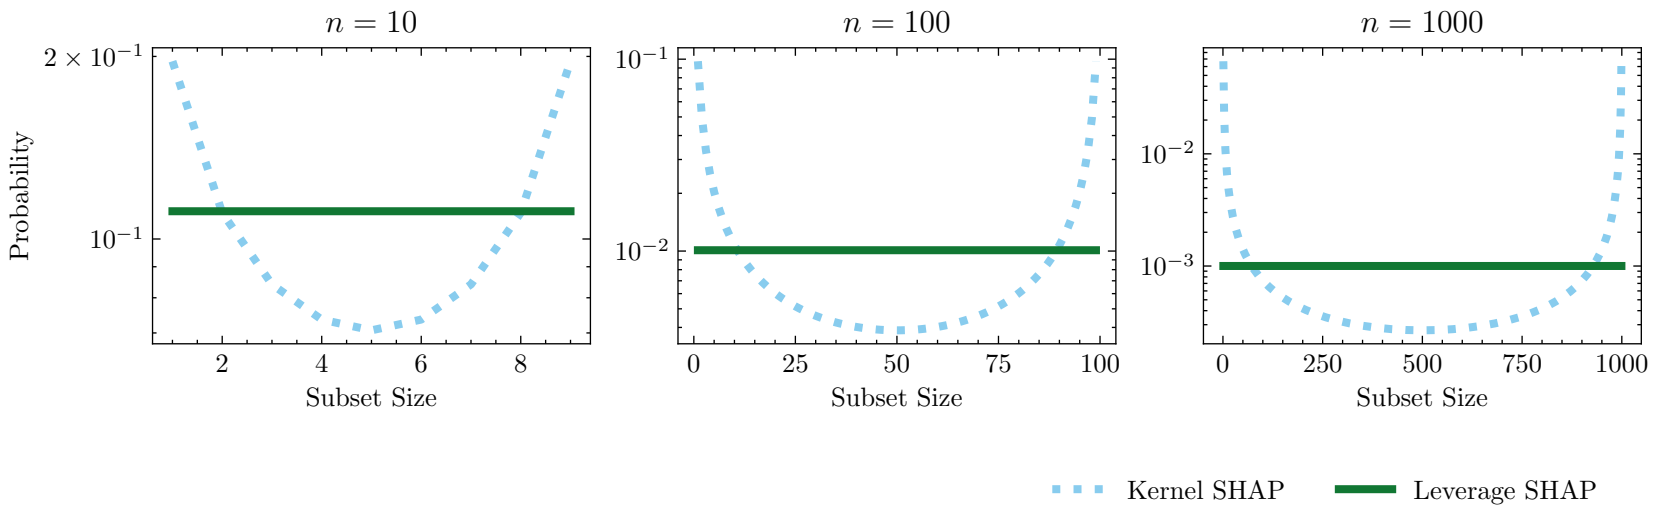 n = 10
n = 100
n = 1000
Probability
2 × 10⁻¹
10⁻¹
2 4 6 8
Subset Size
10⁻¹
10⁻²
0 25 50 75 100
Subset Size
10⁻²
10⁻³
0 250 500 750 1000
Subset Size
Kernel SHAP
Leverage SHAP